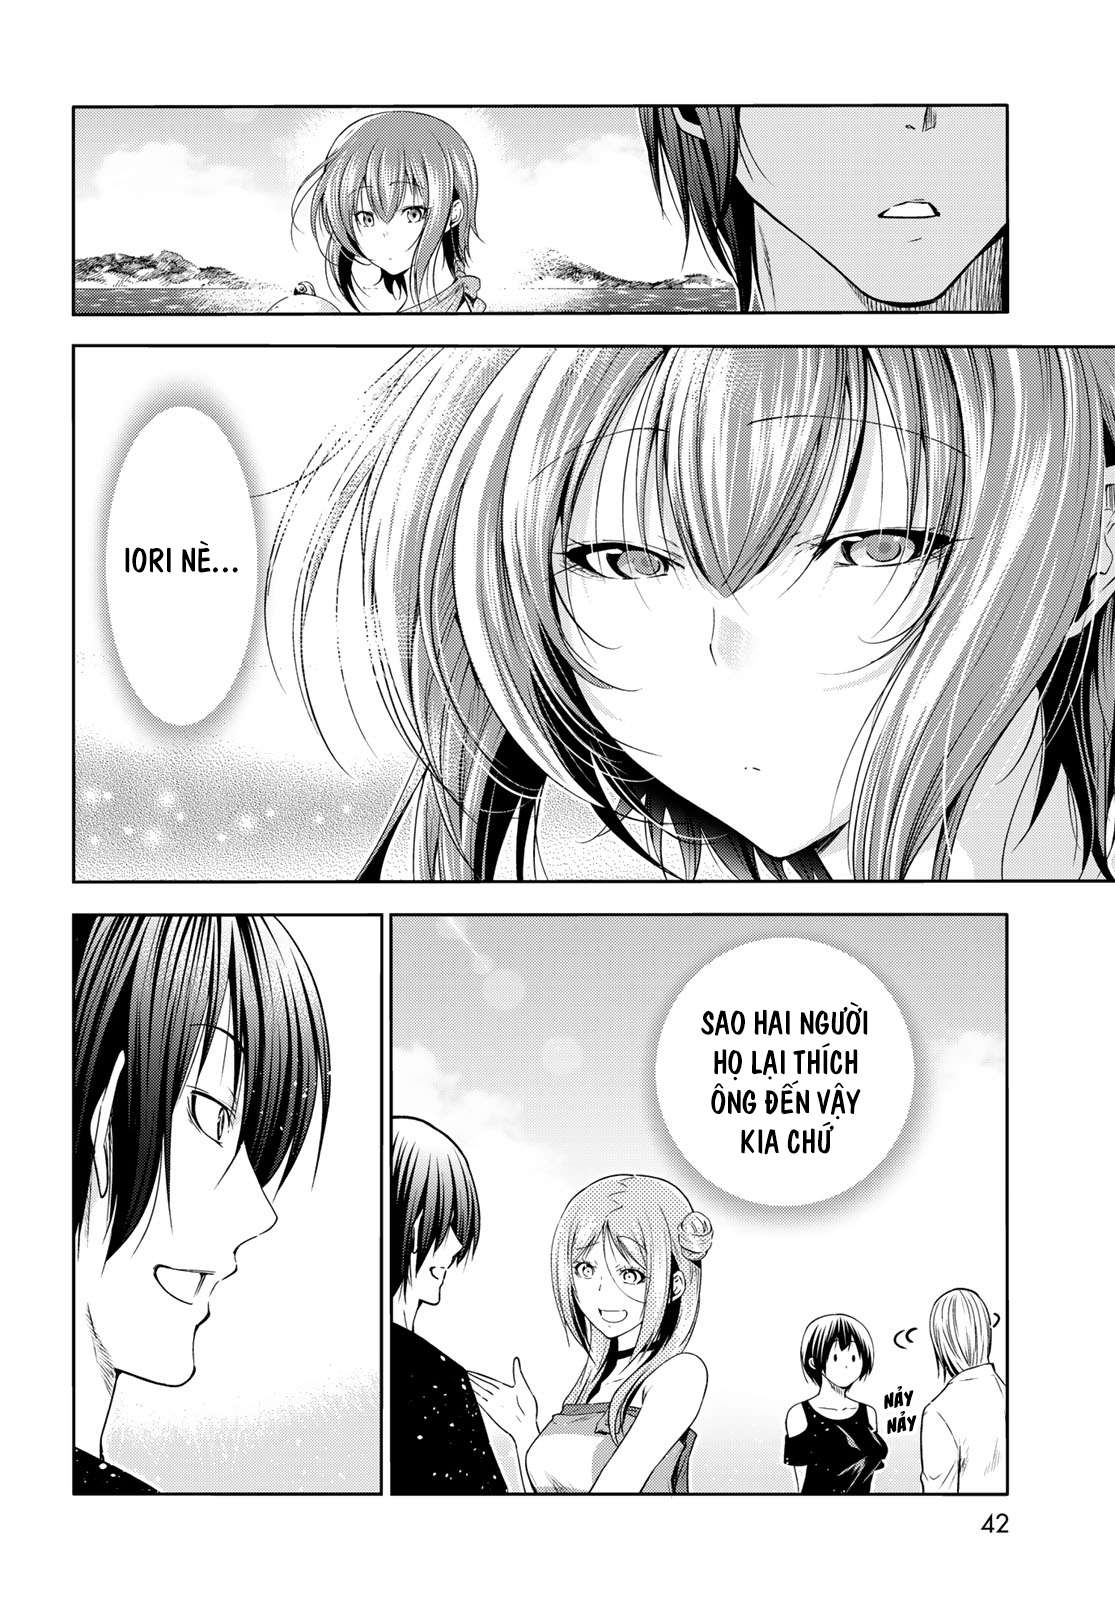 IORI NÈ...
SAO HAI NGƯỜI
HỌ LẠI THÍCH
ÔNG ĐẾN VẬY
KIA CHỨ
NẢY
NẢY
42